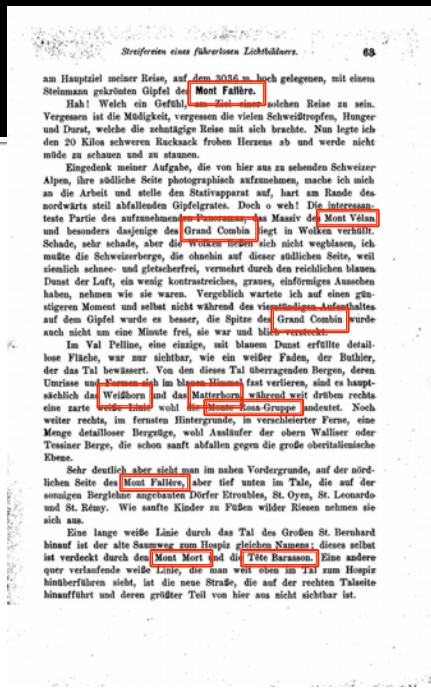 Streifereien eines führerlosen Lichtbildners. 63
am Hauptziel meiner Reise, auf dem 3036 m hoch gelegenen, mit einem
Steinmann gekrönten Gipfel des Mont Fallère.
Hah! Welch ein Gefühl, am Ziel einer solchen Reise zu sein.
Vergessen ist die Müdigkeit, vergessen die vielen Schweißtropfen, Hunger
und Durst, welche die zehntägige Reise mit sich brachte. Nun legte ich
den 20 Kilos schweren Rucksack frohen Herzens ab und werde nicht
müde zu schauen und zu staunen.
Eingedenk meiner Aufgabe, die von hier aus zu sehenden Schweizer
Alpen, ihre südliche Seite photographisch aufzunehmen, mache ich mich
an die Arbeit und stelle den Stativapparat auf, hart am Rande des
nordwärts steil abfallenden Gipfelgrates. Doch o weh! Die interessan-
teste Partie des aufzunehmenden Panoramas, das Massiv des Mont Vélan
und besonders dasjenige des Grand Combin liegt in Wolken verhüllt.
Schade, sehr schade, aber die Wolken ließen sich nicht wegblasen, ich
mußte die Schweizerberge, die ohnehin auf dieser südlichen Seite, weil
ziemlich schnee- und gletscherfrei, vermehrt durch den reichlichen blauen
Dunst der Luft, ein wenig kontrastreiches, graues, einförmiges Aussehen
haben, nehmen wie sie waren. Vergeblich wartete ich auf einen gün-
stigeren Moment und selbst nicht während des vierstündigen Aufenthaltes
auf dem Gipfel wurde es besser, die Spitze des Grand Combin wurde
auch nicht um eine Minute frei, sie war und blieb versteckt.
Im Val Pelline, eine einzige, mit blauem Dunst erfüllte detail-
lose Fläche, war nur sichtbar, wie ein weißer Faden, der Buthier,
der das Tal bewässert. Von den dieses Tal überragenden Bergen, deren
Umrisse und Formen sich im blauen Himmel fast verlieren, sind es haupt-
sächlich das Weißhorn und das Matterhorn, während weit drüben rechts
eine zarte weiße Linie wohl die Monte Rosa-Gruppe andeutet. Noch
weiter rechts, im fernsten Hintergrunde, in verschleierter Ferne, eine
Menge detailloser Bergzüge, wohl Ausläufer der obern Walliser oder
Tessiner Berge, die schon sanft abfallen gegen die große oberitalienische
Ebene.
Sehr deutlich aber sieht man im nahen Vordergrunde, auf der nörd-
lichen Seite des Mont Fallère, aber tief unten im Tale, die auf der
sonnigen Berglehne angebauten Dörfer Etroubles, St. Oyen, St. Leonardo
und St. Rémy. Wie sanfte Kinder zu Füßen wilder Riesen nehmen sie
sich aus.
Eine lange weiße Linie durch das Tal des Großen St. Bernhard
hinauf ist der alte Saumweg zum Hospiz gleichen Namens; dieses selbst
ist verdeckt durch den Mont Mort und die Tête Barasson. Eine andere
quer verlaufende weiße Linie, die man weit oben im Tal zum Hospiz
hinüberführen sieht, ist die neue Straße, die auf der rechten Talseite
hinaufführt und deren größter Teil von hier aus nicht sichtbar ist.